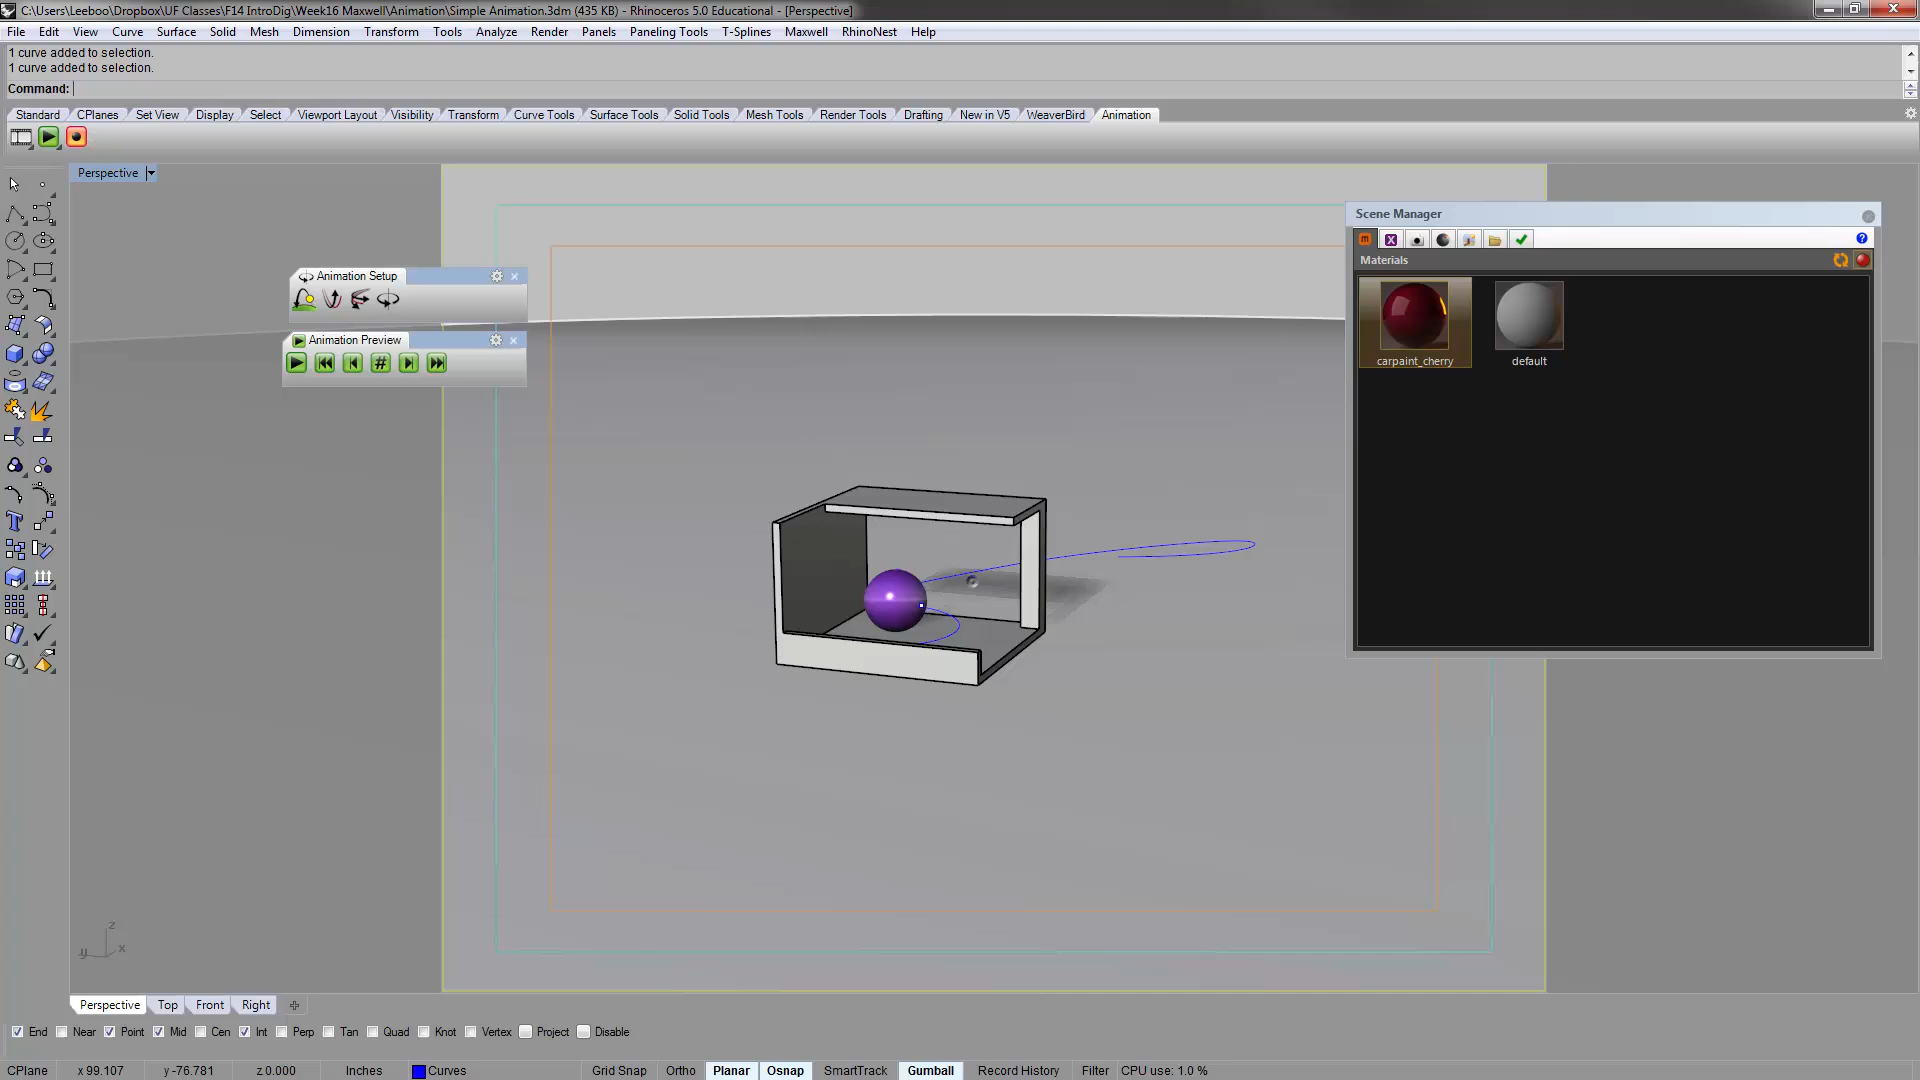 C:\Users\Leeboo\Dropbox\UF Classes\F14 IntroDig\Week16 Maxwell\Animation\Simple Animation.3dm (435 KB) - Rhinoceros 5.0 Educational - [Perspective]
File Edit View Curve Surface Solid Mesh Dimension Transform Tools Analyze Render Panels Paneling Tools T-Splines Maxwell RhinoNest Help
1 curve added to selection.
1 curve added to selection.
Command:
Standard CPlanes Set View Display Select Viewport Layout Visibility Transform Curve Tools Surface Tools Solid Tools Mesh Tools Render Tools Drafting New in V5 WeaverBird Animation
Perspective
Scene Manager
Materials
carpaint_cherry default
Animation Setup
Animation Preview
#
z
y x
Perspective Top Front Right
End Near Point Mid Cen Int Perp Tan Quad Knot Vertex Project Disable
CPlane x 99.107 y -76.781 z 0.000 Inches Curves Grid Snap Ortho Planar Osnap SmartTrack Gumball Record History Filter CPU use: 1.0 %